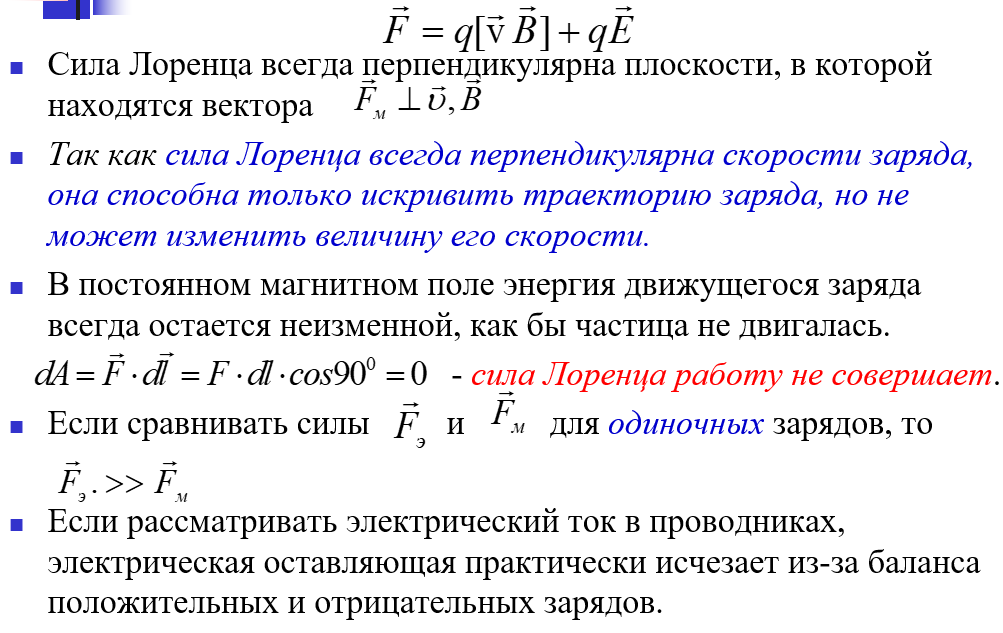 F⃗ = q[v⃗ B⃗] + qE⃗
Сила Лоренца всегда перпендикулярна плоскости, в которой
находятся вектора F⃗м ⊥ υ⃗, B⃗
Так как сила Лоренца всегда перпендикулярна скорости заряда,
она способна только искривить траекторию заряда, но не
может изменить величину его скорости.
В постоянном магнитном поле энергия движущегося заряда
всегда остается неизменной, как бы частица не двигалась.
dA = F⃗ · dl⃗ = F · dl · cos90⁰ = 0 - сила Лоренца работу не совершает.
Если сравнивать силы F⃗э и F⃗м для одиночных зарядов, то
F⃗э. >> F⃗м
Если рассматривать электрический ток в проводниках,
электрическая оставляющая практически исчезает из-за баланса
положительных и отрицательных зарядов.